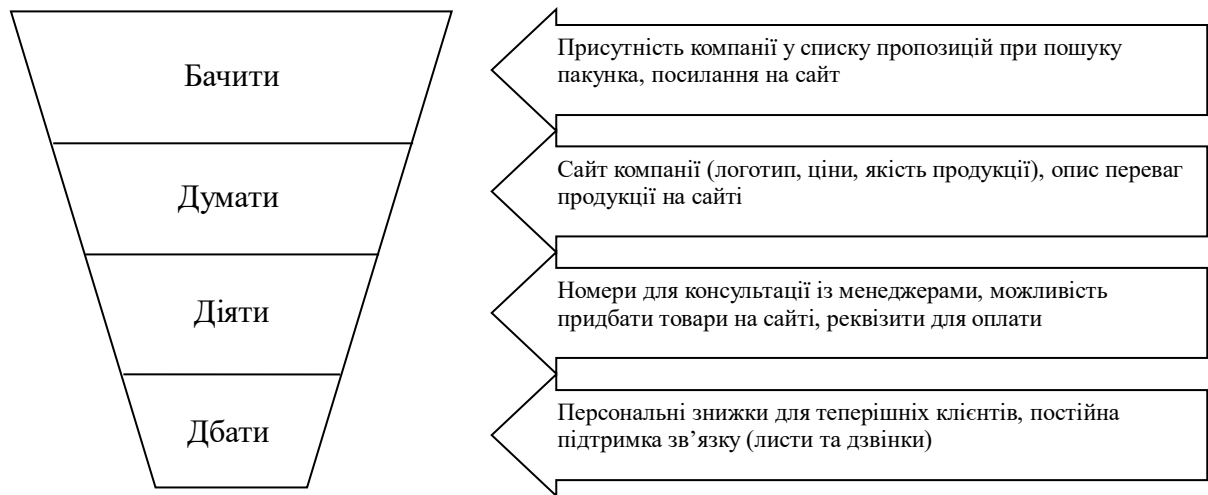 Бачити
Присутність компанії у списку пропозицій при пошуку
пакунка, посилання на сайт
Думати
Сайт компанії (логотип, ціни, якість продукції), опис переваг
продукції на сайті
Діяти
Номери для консультації із менеджерами, можливість
придбати товари на сайті, реквізити для оплати
Дбати
Персональні знижки для теперішніх клієнтів, постійна
підтримка зв’язку (листи та дзвінки)